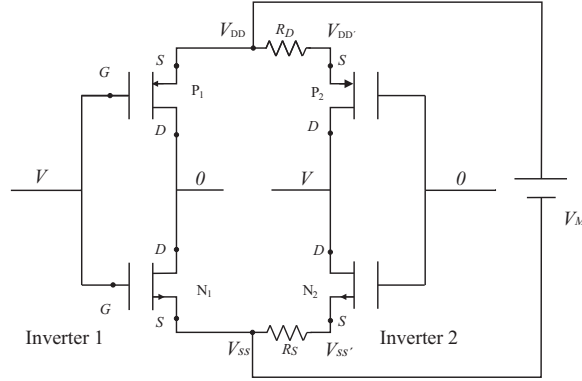 V_DD R_D V_DD'
S S
G
P_1 P_2
D D
V 0 V 0
V_M
D D
N_1 N_2
G
S S
Inverter 1 V_SS R_S V_SS' Inverter 2